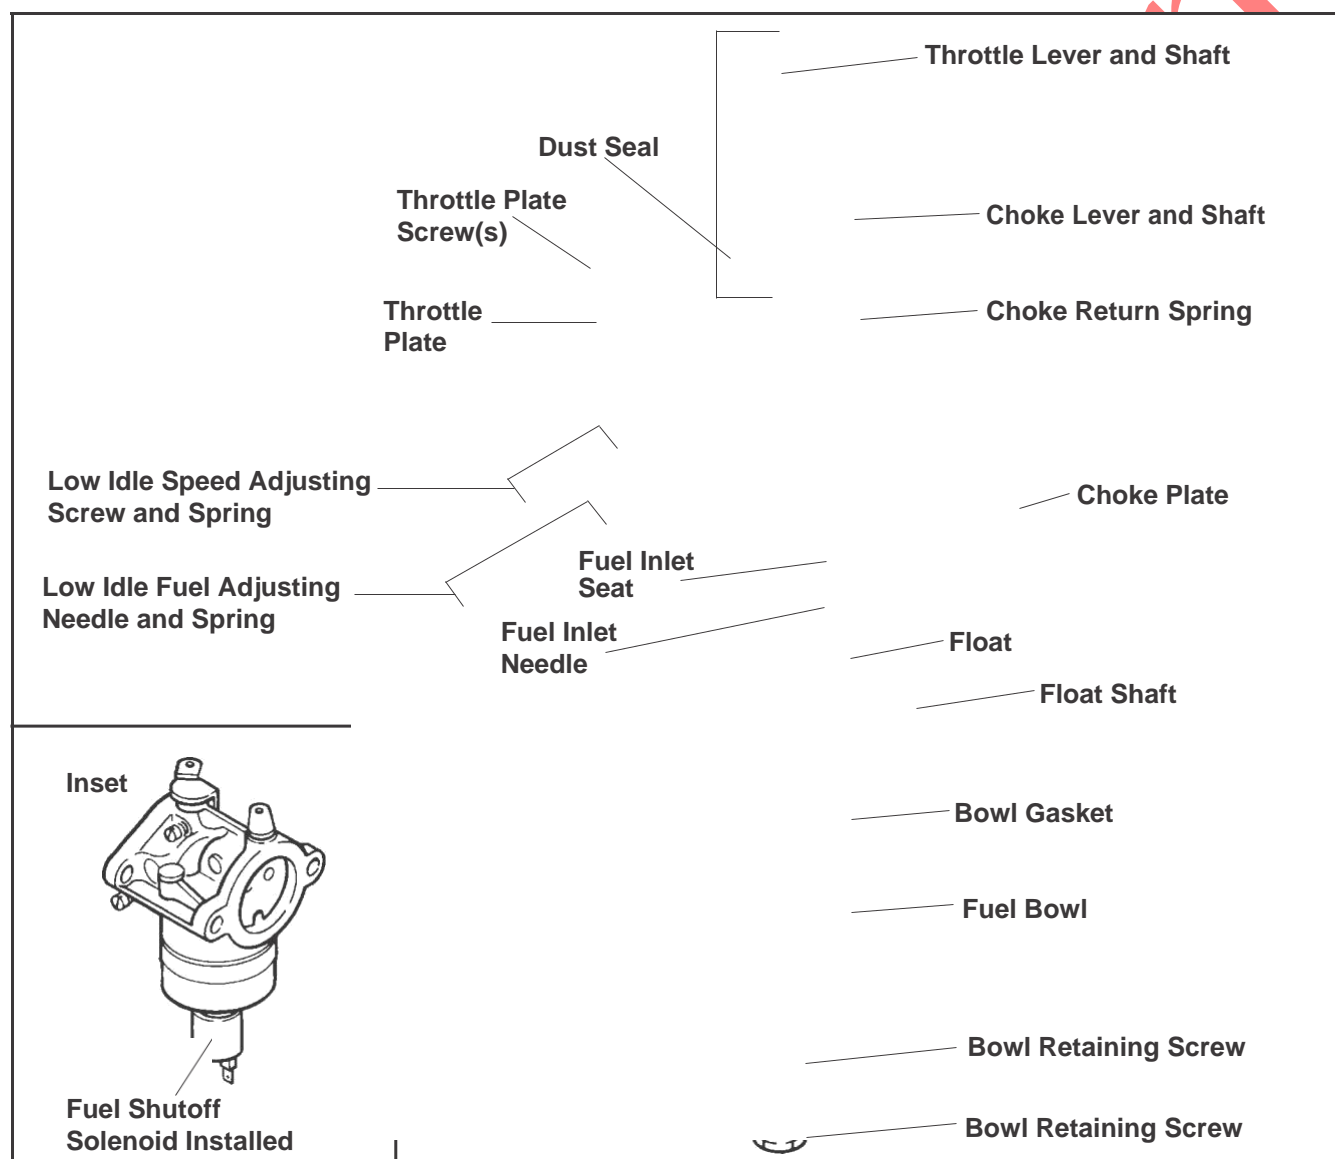 Throttle Lever and Shaft
Dust Seal
Throttle Plate
Screw(s)
Choke Lever and Shaft
Throttle
Plate
Choke Return Spring
Low Idle Speed Adjusting
Screw and Spring
Choke Plate
Fuel Inlet
Seat
Low Idle Fuel Adjusting
Needle and Spring
Fuel Inlet
Needle
Float
Float Shaft
Inset
Bowl Gasket
Fuel Bowl
Bowl Retaining Screw
Fuel Shutoff
Solenoid Installed
Bowl Retaining Screw